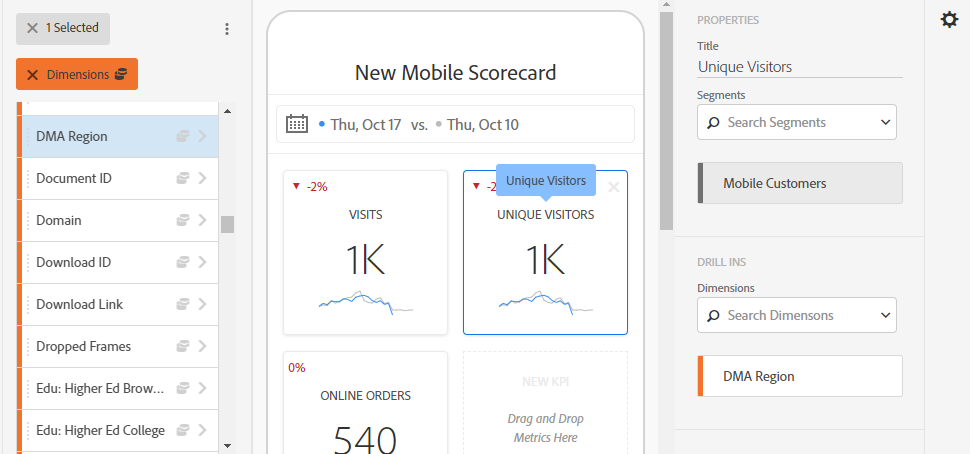 1 Selected
Dimensions
DMA Region
Document ID
Domain
Download ID
Download Link
Dropped Frames
Edu: Higher Ed Brow...
Edu: Higher Ed College
New Mobile Scorecard
Thu, Oct 17 vs. Thu, Oct 10
-2%
VISITS
1K
-2
Unique Visitors
UNIQUE VISITORS
1K
0%
ONLINE ORDERS
540
NEW KPI
Drag and Drop
Metrics Here
PROPERTIES
Title
Unique Visitors
Segments
Search Segments
Mobile Customers
DRILL INS
Dimensions
Search Dimensons
DMA Region